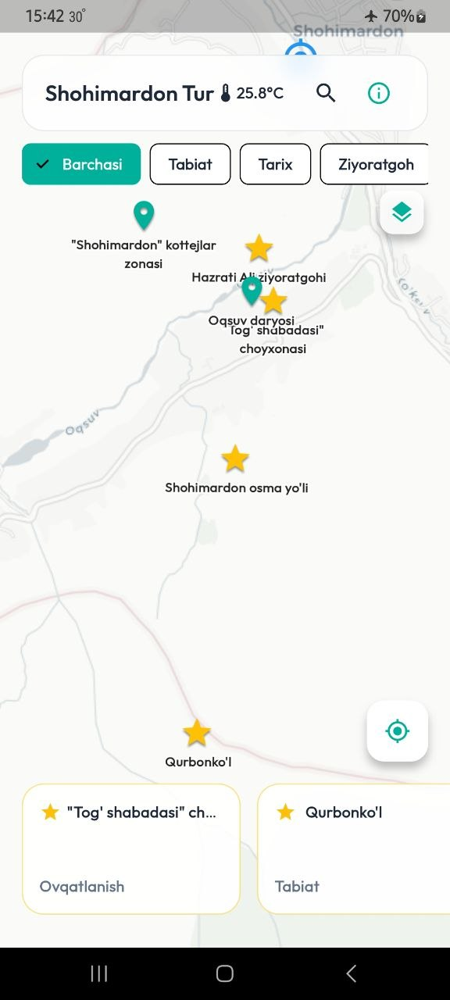 15:42 30° 70%
Shohimardon
Shohimardon Tur 25.8°C
Barchasi Tabiat Tarix Ziyoratgoh
"Shohimardon" kottejlar
zonasi
Hazrati Ali ziyoratgohi
Ko'ksuv
Oqsuv daryosi
"Tog' shabadasi"
choyxonasi
Oqsuv
Shohimardon osma yo'li
Qurbonko'l
"Tog' shabadasi" ch...
Ovqatlanish
Qurbonko'l
Tabiat